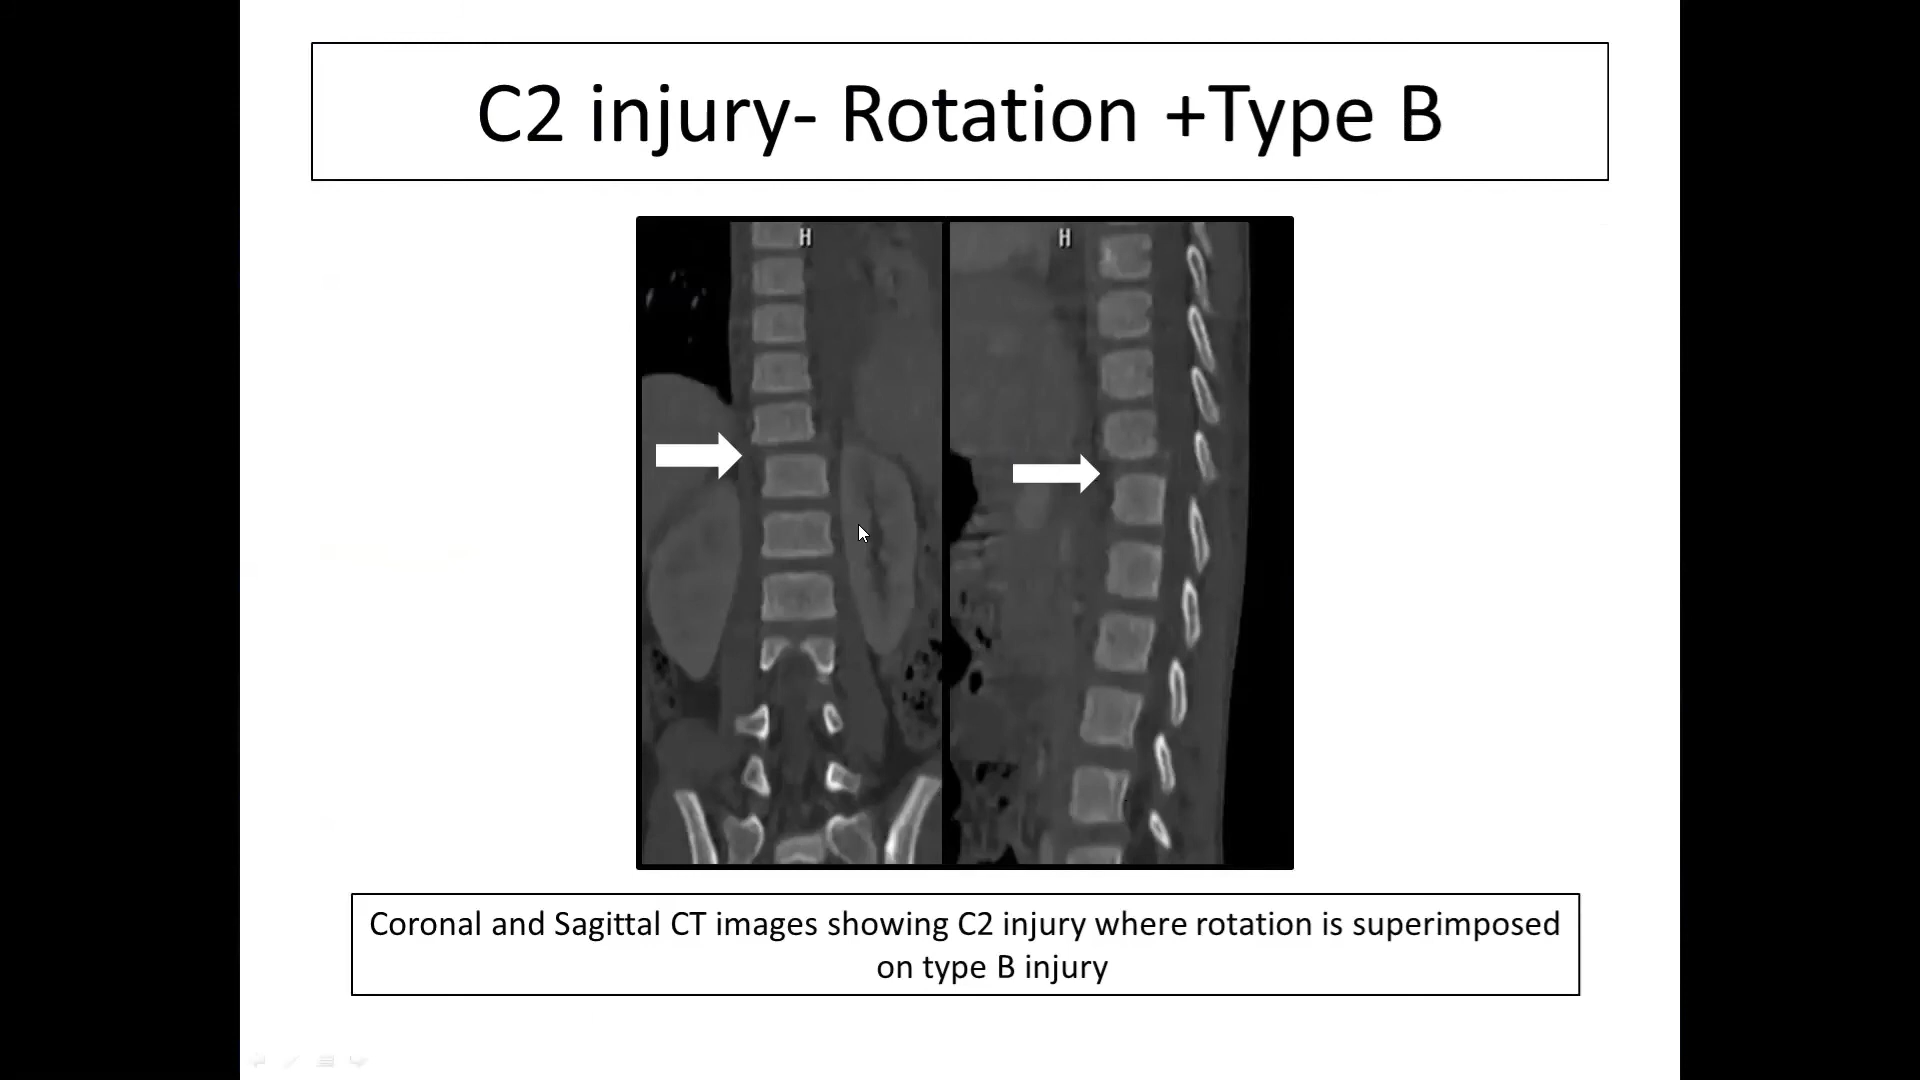 C2 injury- Rotation +Type B
H
H
Coronal and Sagittal CT images showing C2 injury where rotation is superimposed
on type B injury